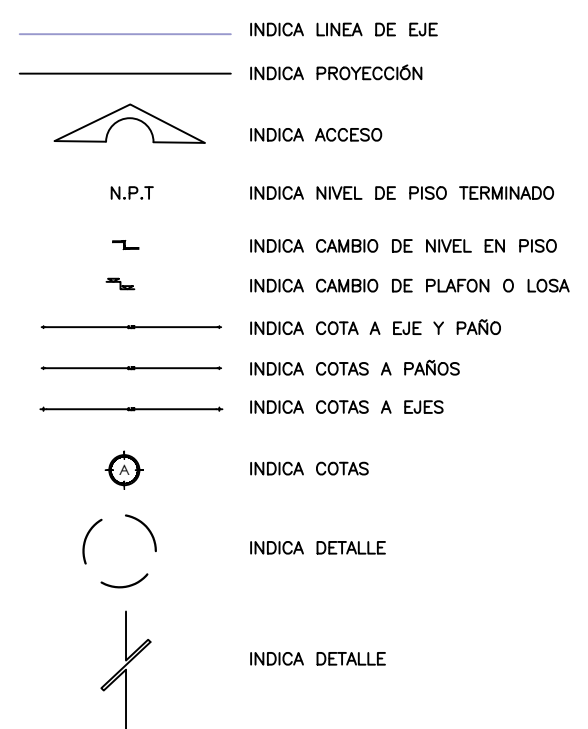 INDICA LINEA DE EJE
INDICA PROYECCIÓN
INDICA ACCESO
N.P.T INDICA NIVEL DE PISO TERMINADO
INDICA CAMBIO DE NIVEL EN PISO
INDICA CAMBIO DE PLAFON O LOSA
INDICA COTA A EJE Y PAÑO
INDICA COTAS A PAÑOS
INDICA COTAS A EJES
A INDICA COTAS
INDICA DETALLE
INDICA DETALLE